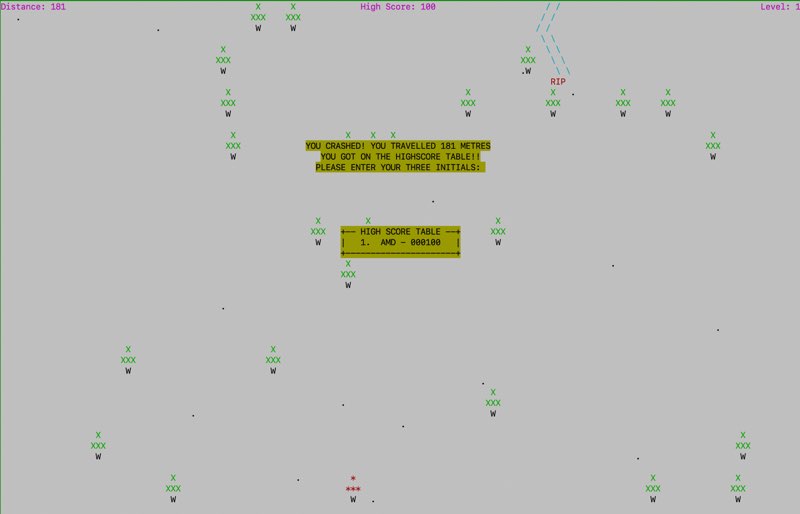 Distance: 181 High Score: 100 Level: 1
RIP
YOU CRASHED! YOU TRAVELLED 181 METRES
YOU GOT ON THE HIGHSCORE TABLE!!
PLEASE ENTER YOUR THREE INITIALS:
+-- HIGH SCORE TABLE --+
| 1. AMD - 000100 |
+----------------------+